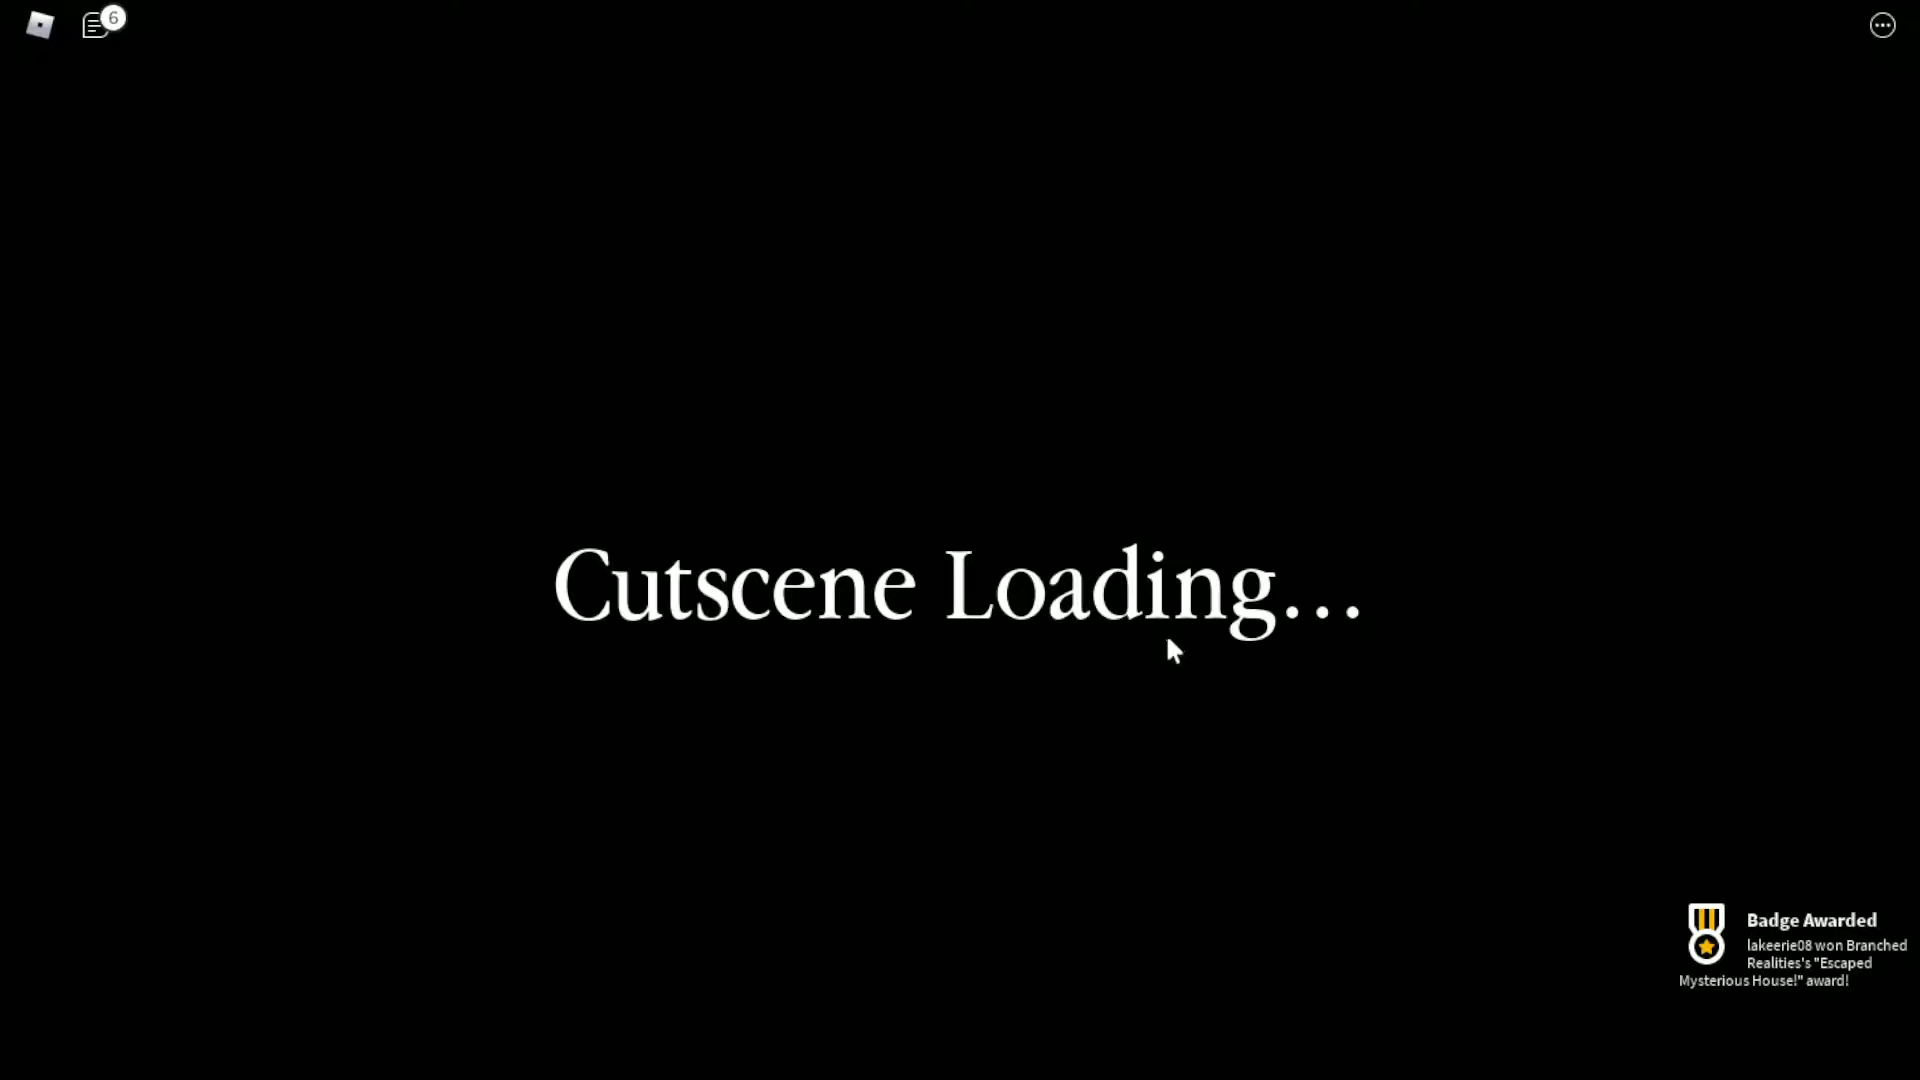 6
Cutscene Loading...
Badge Awarded
lakeerie08 won Branched
Realities's "Escaped
Mysterious House!" award!